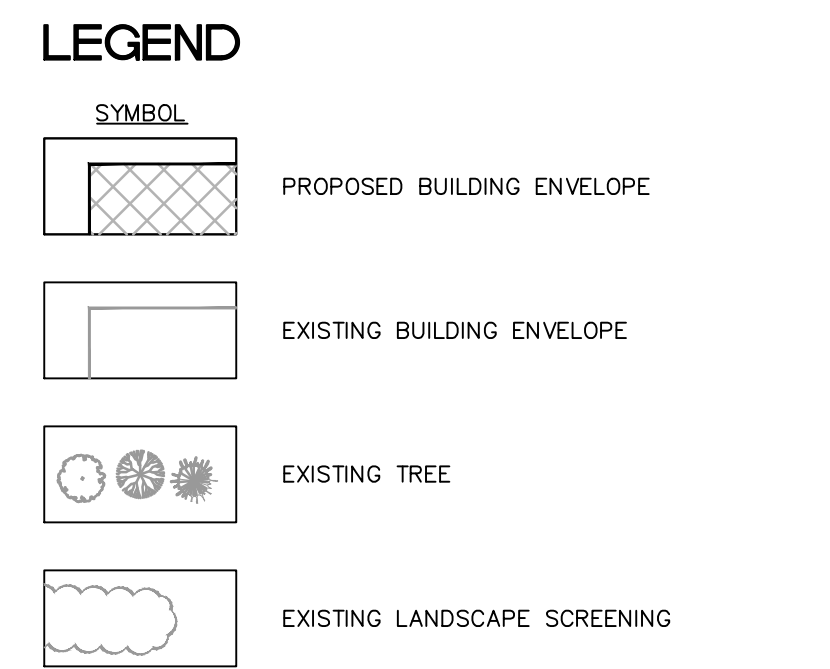 LEGEND
SYMBOL
PROPOSED BUILDING ENVELOPE
EXISTING BUILDING ENVELOPE
EXISTING TREE
EXISTING LANDSCAPE SCREENING